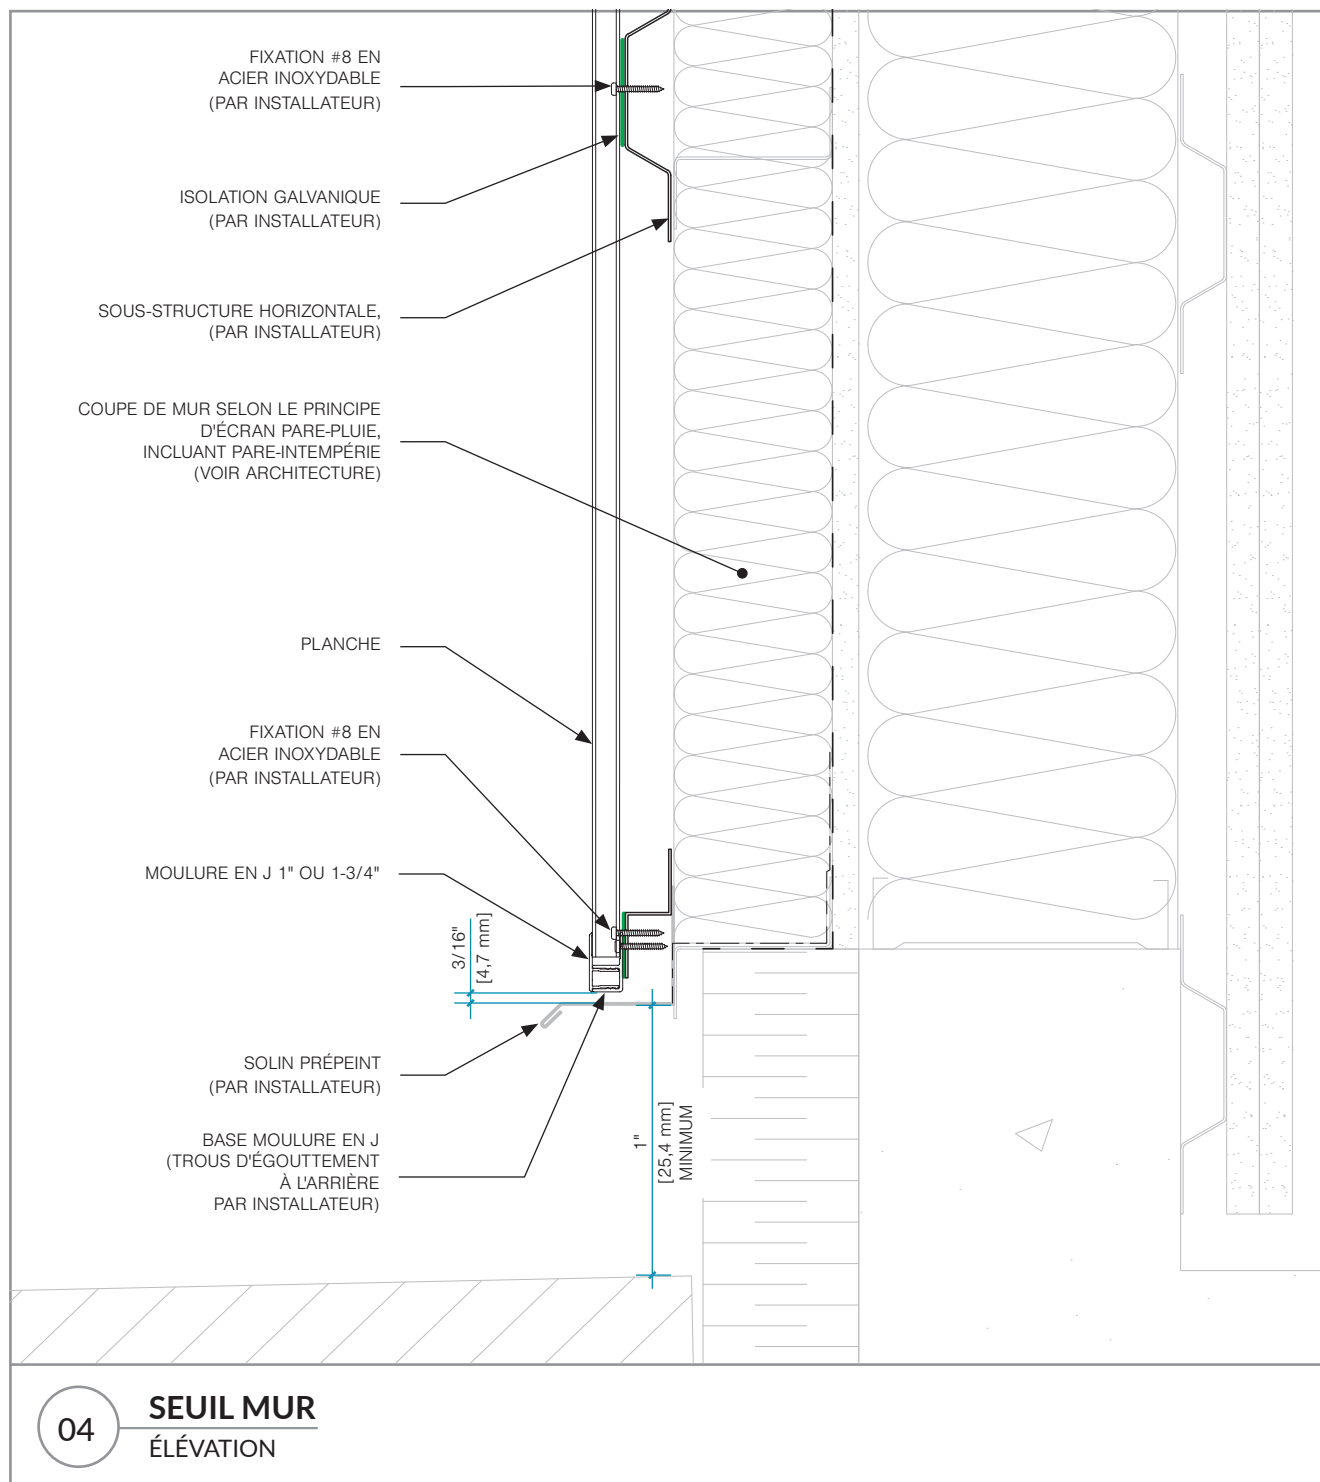 FIXATION #8 EN
ACIER INOXYDABLE
(PAR INSTALLATEUR)
ISOLATION GALVANIQUE
(PAR INSTALLATEUR)
SOUS-STRUCTURE HORIZONTALE,
(PAR INSTALLATEUR)
COUPE DE MUR SELON LE PRINCIPE
D'ÉCRAN PARE-PLUIE,
INCLUANT PARE-INTEMPÉRIE
(VOIR ARCHITECTURE)
PLANCHE
FIXATION #8 EN
ACIER INOXYDABLE
(PAR INSTALLATEUR)
MOULURE EN J 1" OU 1-3/4"
3/16"
[4,7 mm]
SOLIN PRÉPEINT
(PAR INSTALLATEUR)
BASE MOULURE EN J
(TROUS D'ÉGOUTTEMENT
À L'ARRIÈRE
PAR INSTALLATEUR)
1"
[25,4 mm]
MINIMUM
04
SEUIL MUR
ÉLÉVATION